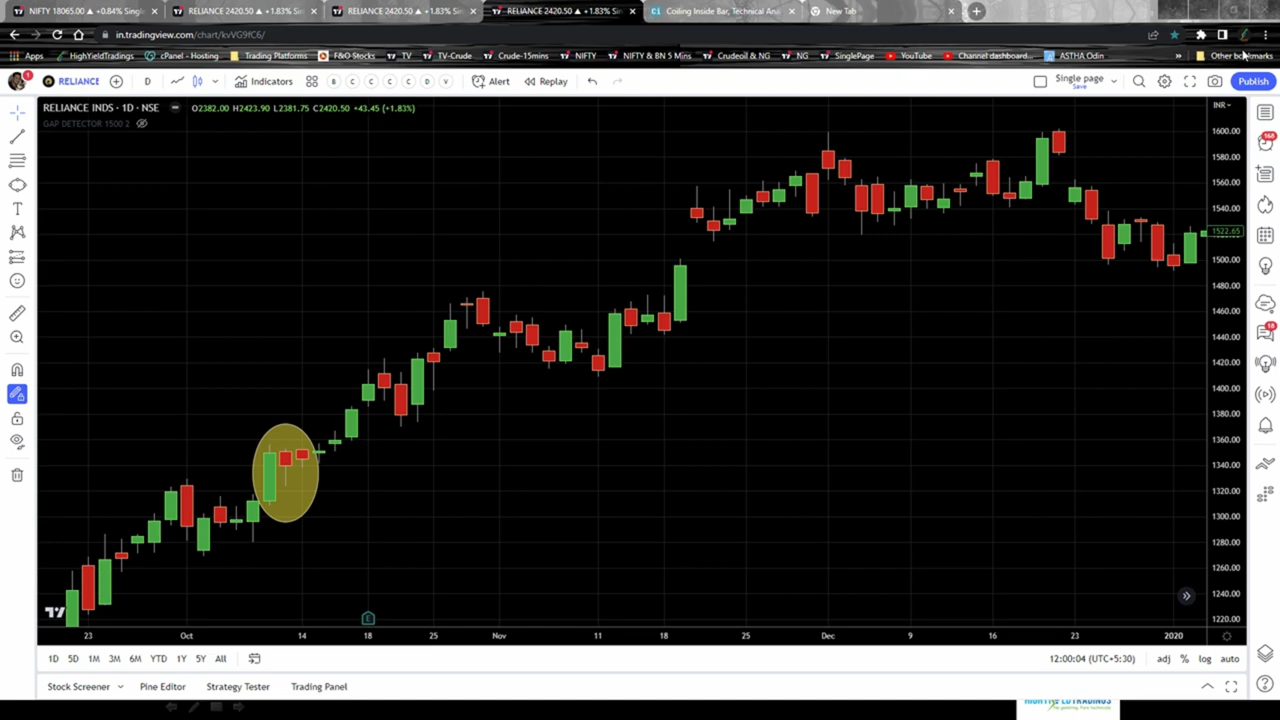 NIFTY 18065.00 ▲ +0.84% Singl RELIANCE 2420.50 ▲ +1.83% Sin RELIANCE 2420.50 ▲ +1.83% Sin RELIANCE 2420.50 ▲ +1.83% Sin Coiling Inside Bar, Technical Ana New Tab
in.tradingview.com/chart/kvVG9fC6/
Apps HighYieldTradings cPanel - Hosting Trading Platforms F&O Stocks TV TV-Crude Crude-15mins NIFTY NIFTY & BN 5 Mins Crudeoil & NG NG SinglePage YouTube Channel dashboard... ASTHA Odin » Other bookmarks
1 RELIANCE D Indicators B C C C C D V Alert Replay Single page Publish
Save
RELIANCE INDS · 1D · NSE O2382.00 H2423.90 L2381.75 C2420.50 +43.45 (+1.83%) INR
GAP DETECTOR 1500 2
1600.00
168
1580.00
1560.00
1540.00
1522.65
1500.00
1480.00
1460.00
18
1440.00
1420.00
1400.00
1380.00
1360.00
1340.00
1320.00
1300.00
1280.00
1260.00
1240.00
E
1220.00
23 Oct 14 18 25 Nov 11 18 25 Dec 9 16 23 2020
1D 5D 1M 3M 6M YTD 1Y 5Y All 12:00:04 (UTC+5:30) adj % log auto
Stock Screener Pine Editor Strategy Tester Trading Panel